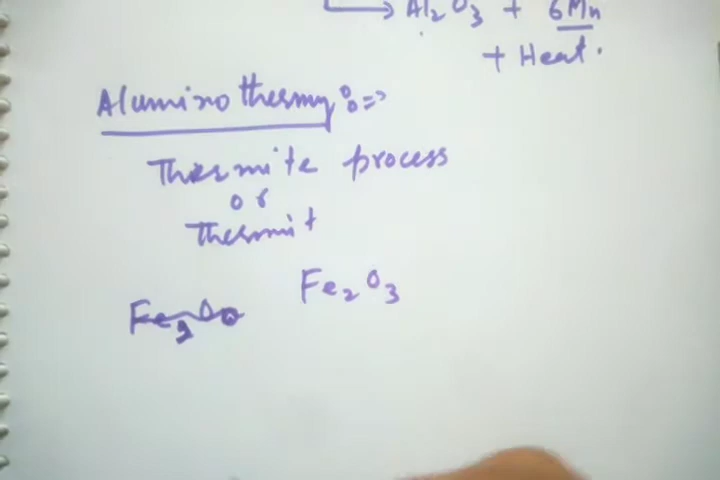 → Al2O3 + 6Mn
+ Heat.
Aluminothermy :=>
Thermite process
or
Thermit
Fe2O3